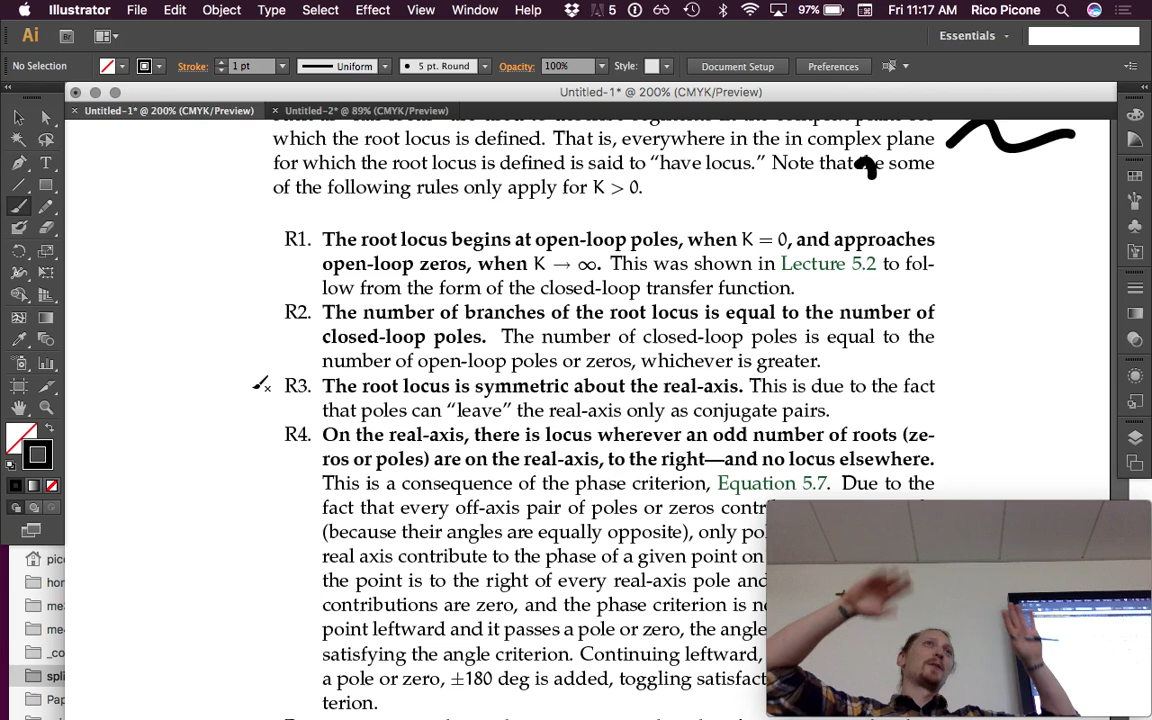 Illustrator File Edit Object Type Select Effect View Window Help 5 97% Fri 11:17 AM Rico Picone
Ai Br Essentials
No Selection Stroke: 1 pt Uniform 5 pt. Round Opacity: 100% Style: Document Setup Preferences
Untitled-1* @ 200% (CMYK/Preview)
Untitled-1* @ 200% (CMYK/Preview) Untitled-2* @ 89% (CMYK/Preview)
which the root locus is defined. That is, everywhere in the in complex plane
for which the root locus is defined is said to “have locus.” Note that some
of the following rules only apply for K > 0.
R1. The root locus begins at open-loop poles, when K = 0, and approaches
open-loop zeros, when K → ∞. This was shown in Lecture 5.2 to fol-
low from the form of the closed-loop transfer function.
R2. The number of branches of the root locus is equal to the number of
closed-loop poles. The number of closed-loop poles is equal to the
number of open-loop poles or zeros, whichever is greater.
R3. The root locus is symmetric about the real-axis. This is due to the fact
that poles can “leave” the real-axis only as conjugate pairs.
R4. On the real-axis, there is locus wherever an odd number of roots (ze-
ros or poles) are on the real-axis, to the right—and no locus elsewhere.
This is a consequence of the phase criterion, Equation 5.7. Due to the
fact that every off-axis pair of poles or zeros contr
(because their angles are equally opposite), only pol
real axis contribute to the phase of a given point on
the point is to the right of every real-axis pole and
contributions are zero, and the phase criterion is no
point leftward and it passes a pole or zero, the angle
satisfying the angle criterion. Continuing leftward,
a pole or zero, ±180 deg is added, toggling satisfact
terion.
pico
hom
me
me4
_co
spli
Pap